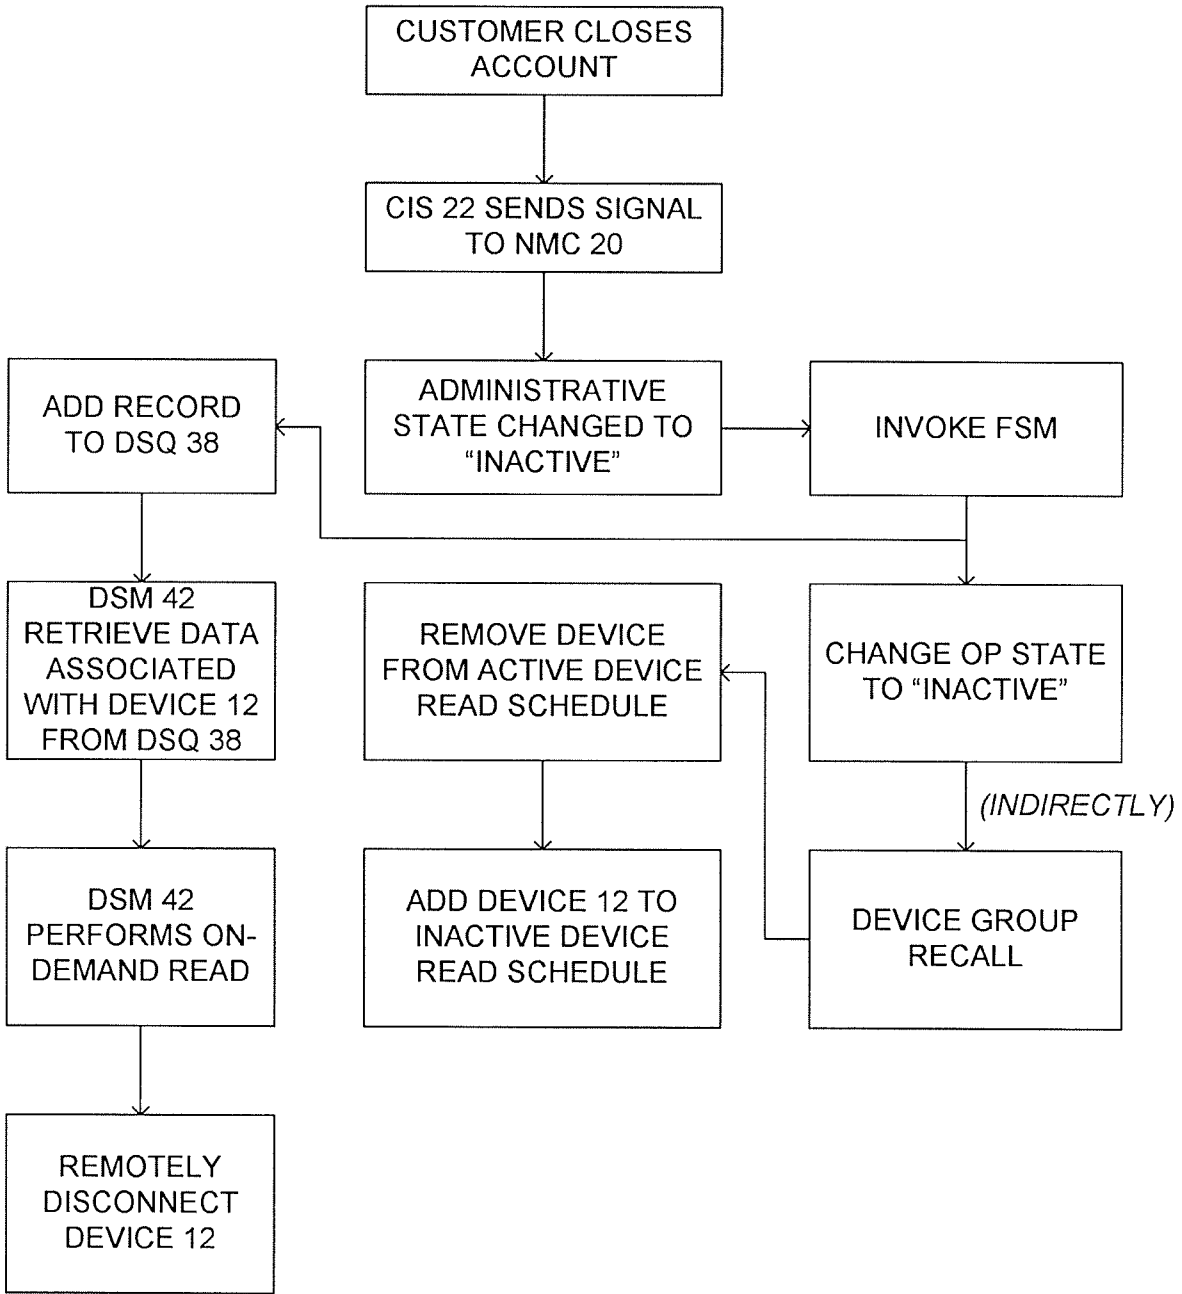 CUSTOMER CLOSES
ACCOUNT
CIS 22 SENDS SIGNAL
TO NMC 20
ADD RECORD
TO DSQ 38
ADMINISTRATIVE
STATE CHANGED TO
“INACTIVE”
INVOKE FSM
DSM 42
RETRIEVE DATA
ASSOCIATED
WITH DEVICE 12
FROM DSQ 38
REMOVE DEVICE
FROM ACTIVE DEVICE
READ SCHEDULE
CHANGE OP STATE
TO “INACTIVE”
(INDIRECTLY)
DSM 42
PERFORMS ON-
DEMAND READ
ADD DEVICE 12 TO
INACTIVE DEVICE
READ SCHEDULE
DEVICE GROUP
RECALL
REMOTELY
DISCONNECT
DEVICE 12